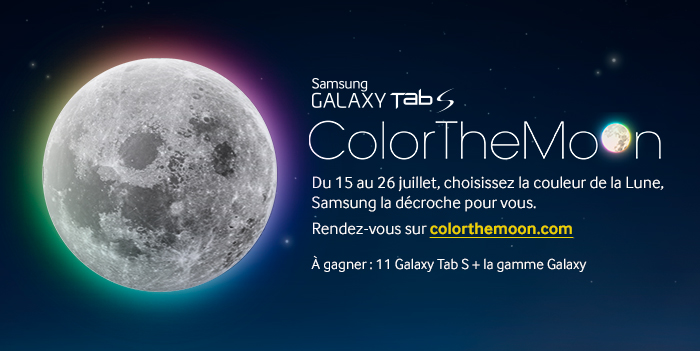 Samsung
GALAXY Tab S
ColorTheMoon
Du 15 au 26 juillet, choisissez la couleur de la Lune,
Samsung la décroche pour vous.
Rendez-vous sur colorthemoon.com
À gagner : 11 Galaxy Tab S + la gamme Galaxy